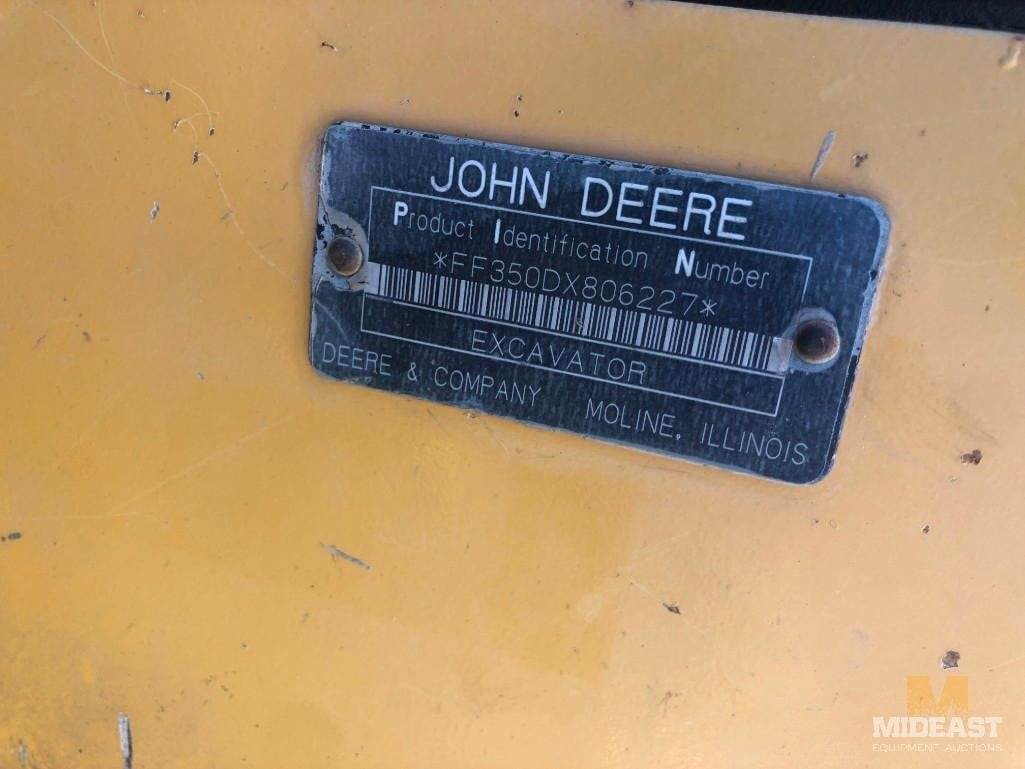 JOHN DEERE
Product Identification Number
*FF350DX806227*
EXCAVATOR
DEERE & COMPANY MOLINE, ILLINOIS
M
MIDEAST
EQUIPMENT AUCTIONS